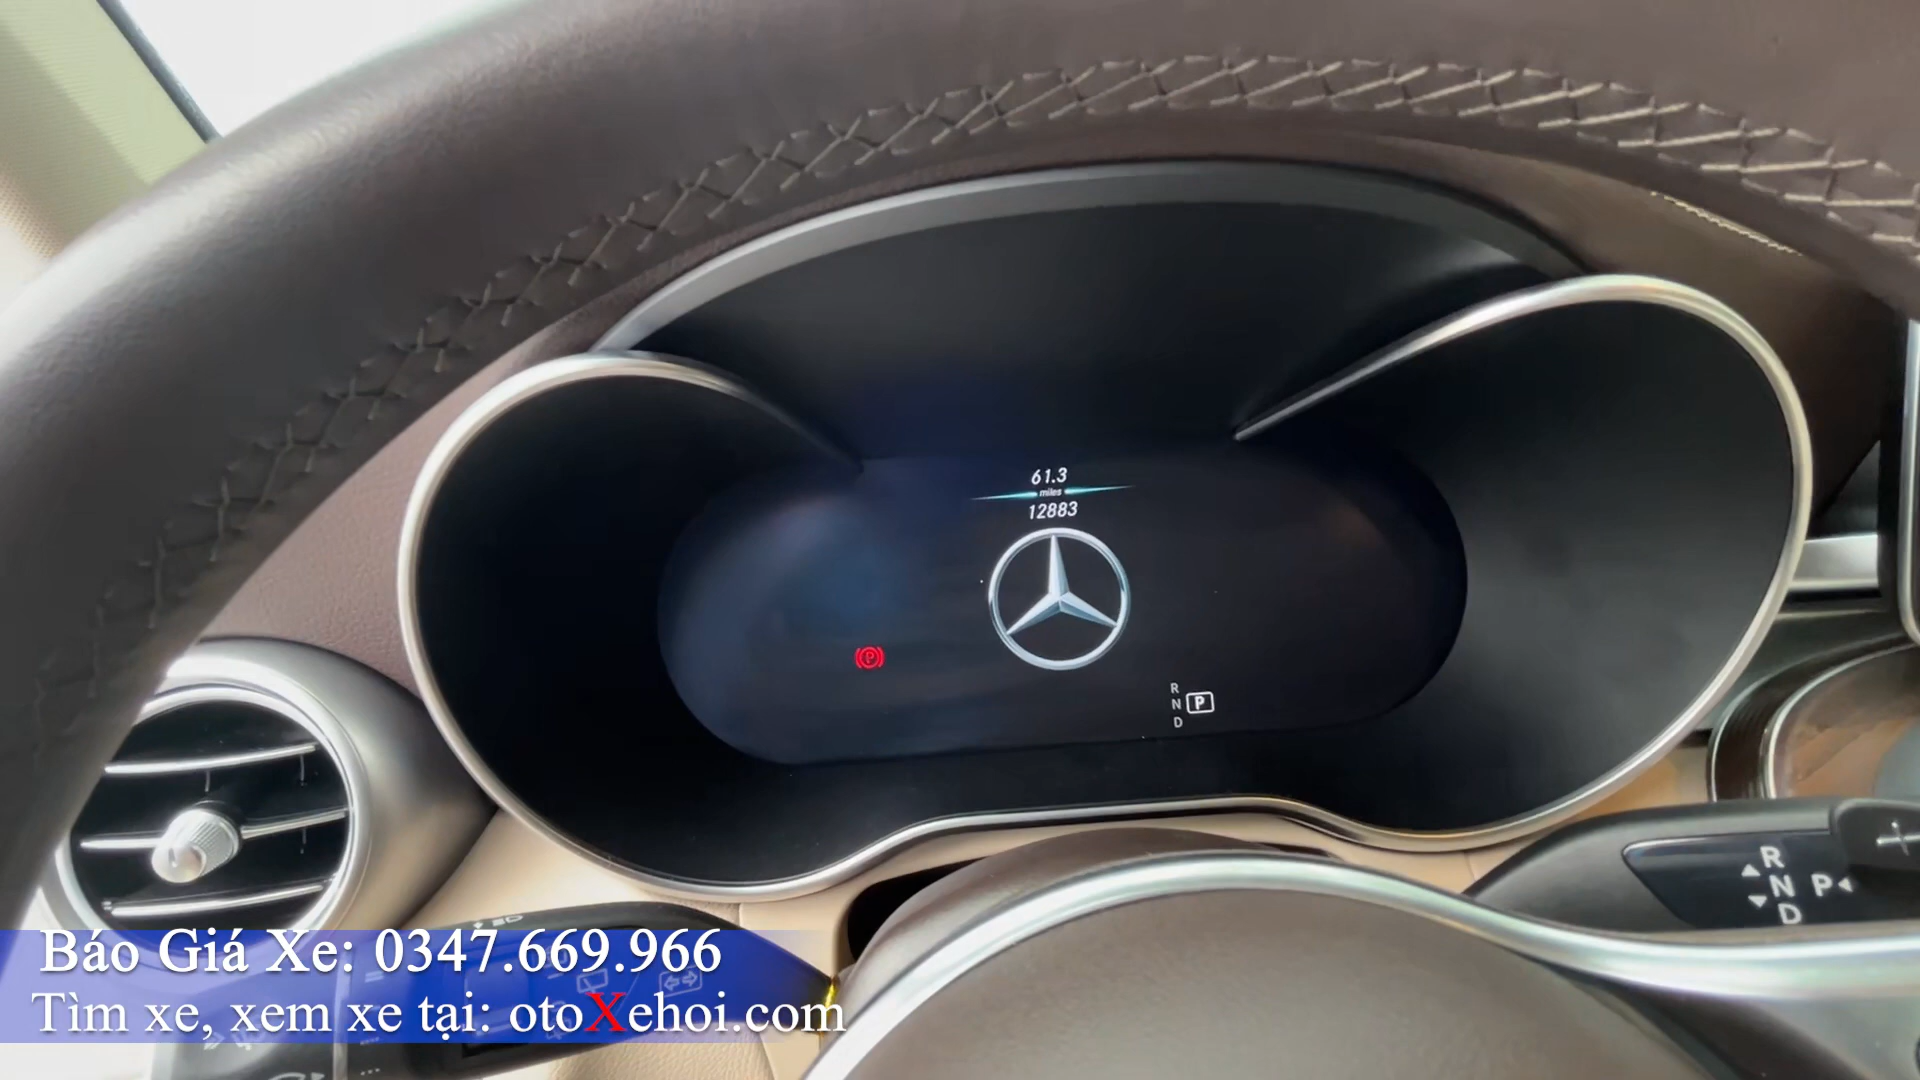 61.3
miles
12883
P
R
N P
D
R
N P
D
Báo Giá Xe: 0347.669.966
Tìm xe, xem xe tại: otoXehoi.com